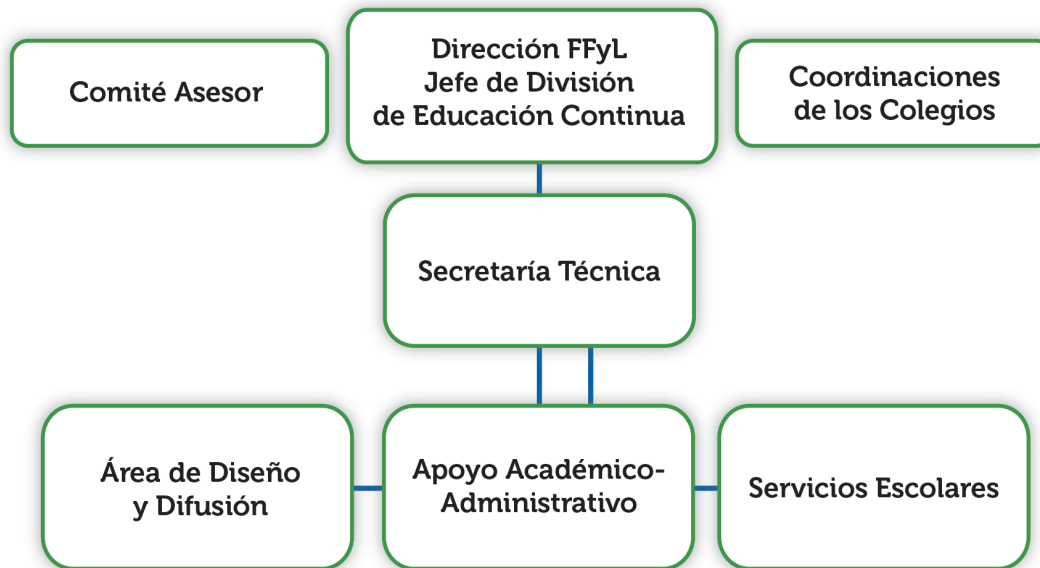 Comité Asesor
Dirección FFyL
Jefe de División
de Educación Continua
Coordinaciones
de los Colegios
Secretaría Técnica
Área de Diseño
y Difusión
Apoyo Académico-
Administrativo
Servicios Escolares